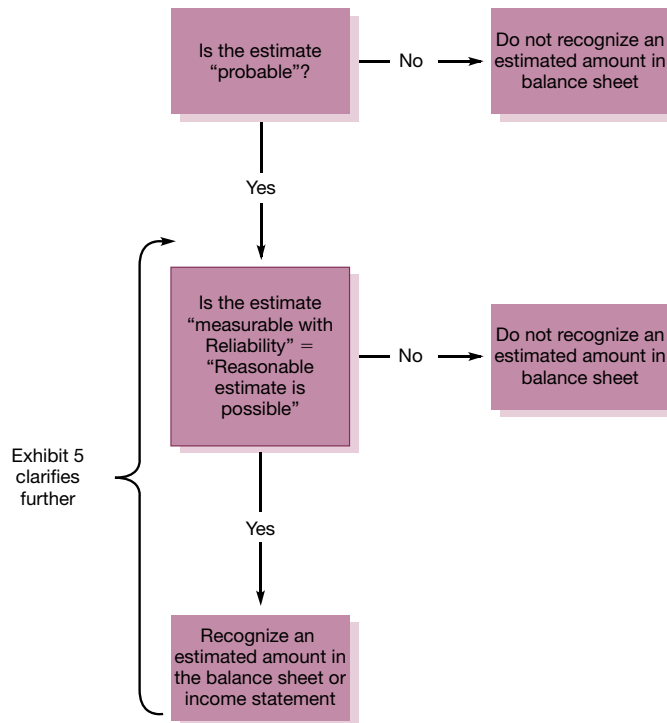 Is the estimate
“probable”?
No
Do not recognize an
estimated amount in
balance sheet
Yes
Is the estimate
“measurable with
Reliability” =
“Reasonable
estimate is
possible”
No
Do not recognize an
estimated amount in
balance sheet
Exhibit 5
clarifies
further
Yes
Recognize an
estimated amount in
the balance sheet or
income statement